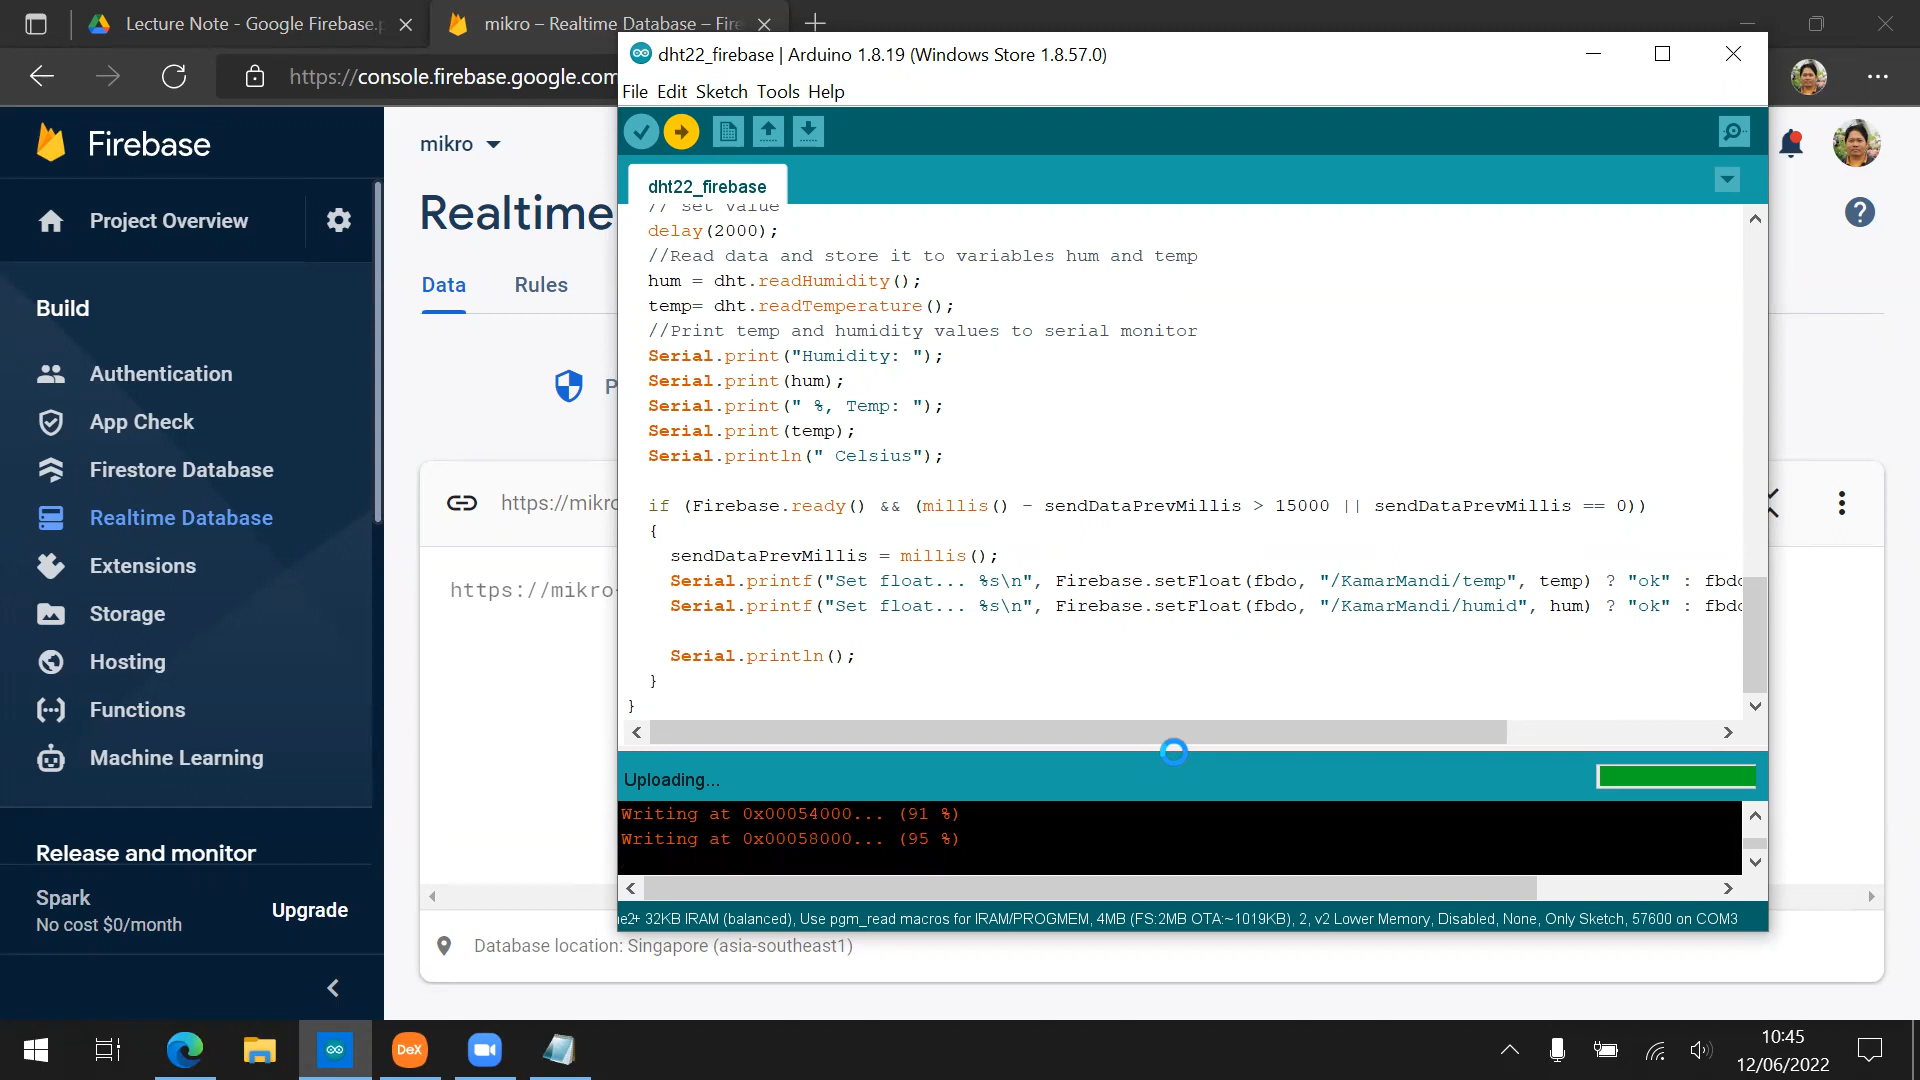 Lecture Note - Google Firebase.p
mikro – Realtime Database – Fire
https://console.firebase.google.com
dht22_firebase | Arduino 1.8.19 (Windows Store 1.8.57.0)
File Edit Sketch Tools Help
dht22_firebase
// set value
delay(2000);
//Read data and store it to variables hum and temp
hum = dht.readHumidity();
temp= dht.readTemperature();
//Print temp and humidity values to serial monitor
Serial.print("Humidity: ");
Serial.print(hum);
Serial.print(" %, Temp: ");
Serial.print(temp);
Serial.println(" Celsius");
if (Firebase.ready() && (millis() - sendDataPrevMillis > 15000 || sendDataPrevMillis == 0))
{
sendDataPrevMillis = millis();
Serial.printf("Set float... %s\n", Firebase.setFloat(fbdo, "/KamarMandi/temp", temp) ? "ok" : fbdo
Serial.printf("Set float... %s\n", Firebase.setFloat(fbdo, "/KamarMandi/humid", hum) ? "ok" : fbdo
Serial.println();
}
}
Uploading...
Writing at 0x00054000... (91 %)
Writing at 0x00058000... (95 %)
e2+ 32KB IRAM (balanced), Use pgm_read macros for IRAM/PROGMEM, 4MB (FS:2MB OTA:~1019KB), 2, v2 Lower Memory, Disabled, None, Only Sketch, 57600 on COM3
Firebase
Project Overview
Build
Authentication
App Check
Firestore Database
Realtime Database
Extensions
Storage
Hosting
Functions
Machine Learning
Release and monitor
Spark
No cost $0/month
Upgrade
mikro
Realtime
Data
Rules
P
https://mikro
https://mikro-
Database location: Singapore (asia-southeast1)
DeX
10:45
12/06/2022